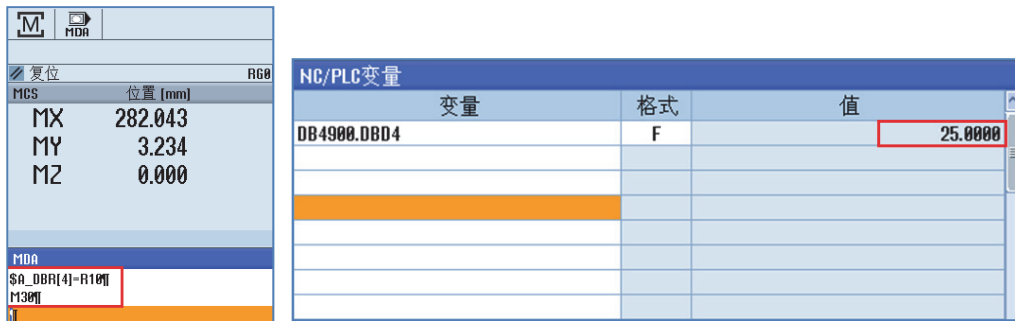 M
MDA
复位 RG0
MCS 位置 [mm]
MX 282.043
MY 3.234
MZ 0.000
MDA
$A_DBR[4]=R10¶
M30¶
¶
NC/PLC变量
变量 格式 值
DB4900.DBD4 F 25.0000